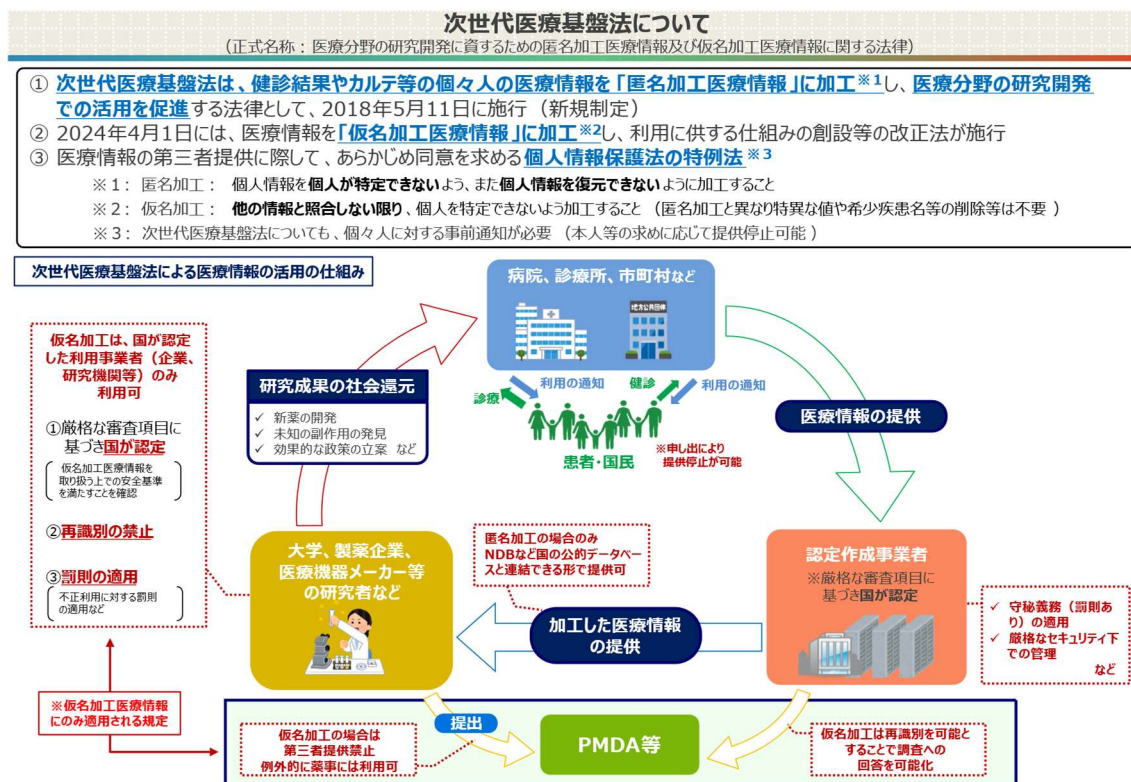 次世代医療基盤法について
（正式名称：医療分野の研究開発に資するための匿名加工医療情報及び仮名加工医療情報に関する法律）
① 次世代医療基盤法は、健診結果やカルテ等の個々人の医療情報を「匿名加工医療情報」に加工※1し、医療分野の研究開発
での活用を促進する法律として、2018年5月11日に施行（新規制定）
② 2024年4月1日には、医療情報を「仮名加工医療情報」に加工※2し、利用に供する仕組みの創設等の改正法が施行
③ 医療情報の第三者提供に際して、あらかじめ同意を求める個人情報保護法の特例法※3
※1：匿名加工： 個人情報を個人が特定できないよう、また個人情報を復元できないように加工すること
※2：仮名加工： 他の情報と照合しない限り、個人を特定できないよう加工すること（匿名加工と異なり特異な値や希少疾患名等の削除等は不要）
※3：次世代医療基盤法についても、個々人に対する事前通知が必要（本人等の求めに応じて提供停止可能）
次世代医療基盤法による医療情報の活用の仕組み
病院、診療所、市町村など
地方公共団体
利用の通知
健診
利用の通知
診療
患者・国民
※申し出により
提供停止が可能
医療情報の提供
仮名加工は、国が認定
した利用事業者（企業、
研究機関等）のみ
利用可
①厳格な審査項目に
基づき国が認定
仮名加工医療情報を
取り扱う上での安全基準
を満たすことを確認
②再識別の禁止
③罰則の適用
不正利用に対する罰則
の適用など
研究成果の社会還元
✓ 新薬の開発
✓ 未知の副作用の発見
✓ 効果的な政策の立案 など
大学、製薬企業、
医療機器メーカー等
の研究者など
匿名加工の場合のみ
NDBなど国の公的データベー
スと連結できる形で提供可
加工した医療情報
の提供
認定作成事業者
※厳格な審査項目に
基づき国が認定
✓ 守秘義務（罰則あ
り）の適用
✓ 厳格なセキュリティ下
での管理
など
※仮名加工医療情報
にのみ適用される規定
提出
仮名加工の場合は
第三者提供禁止
例外的に薬事には利用可
PMDA等
仮名加工は再識別を可能と
することで調査への
回答を可能化